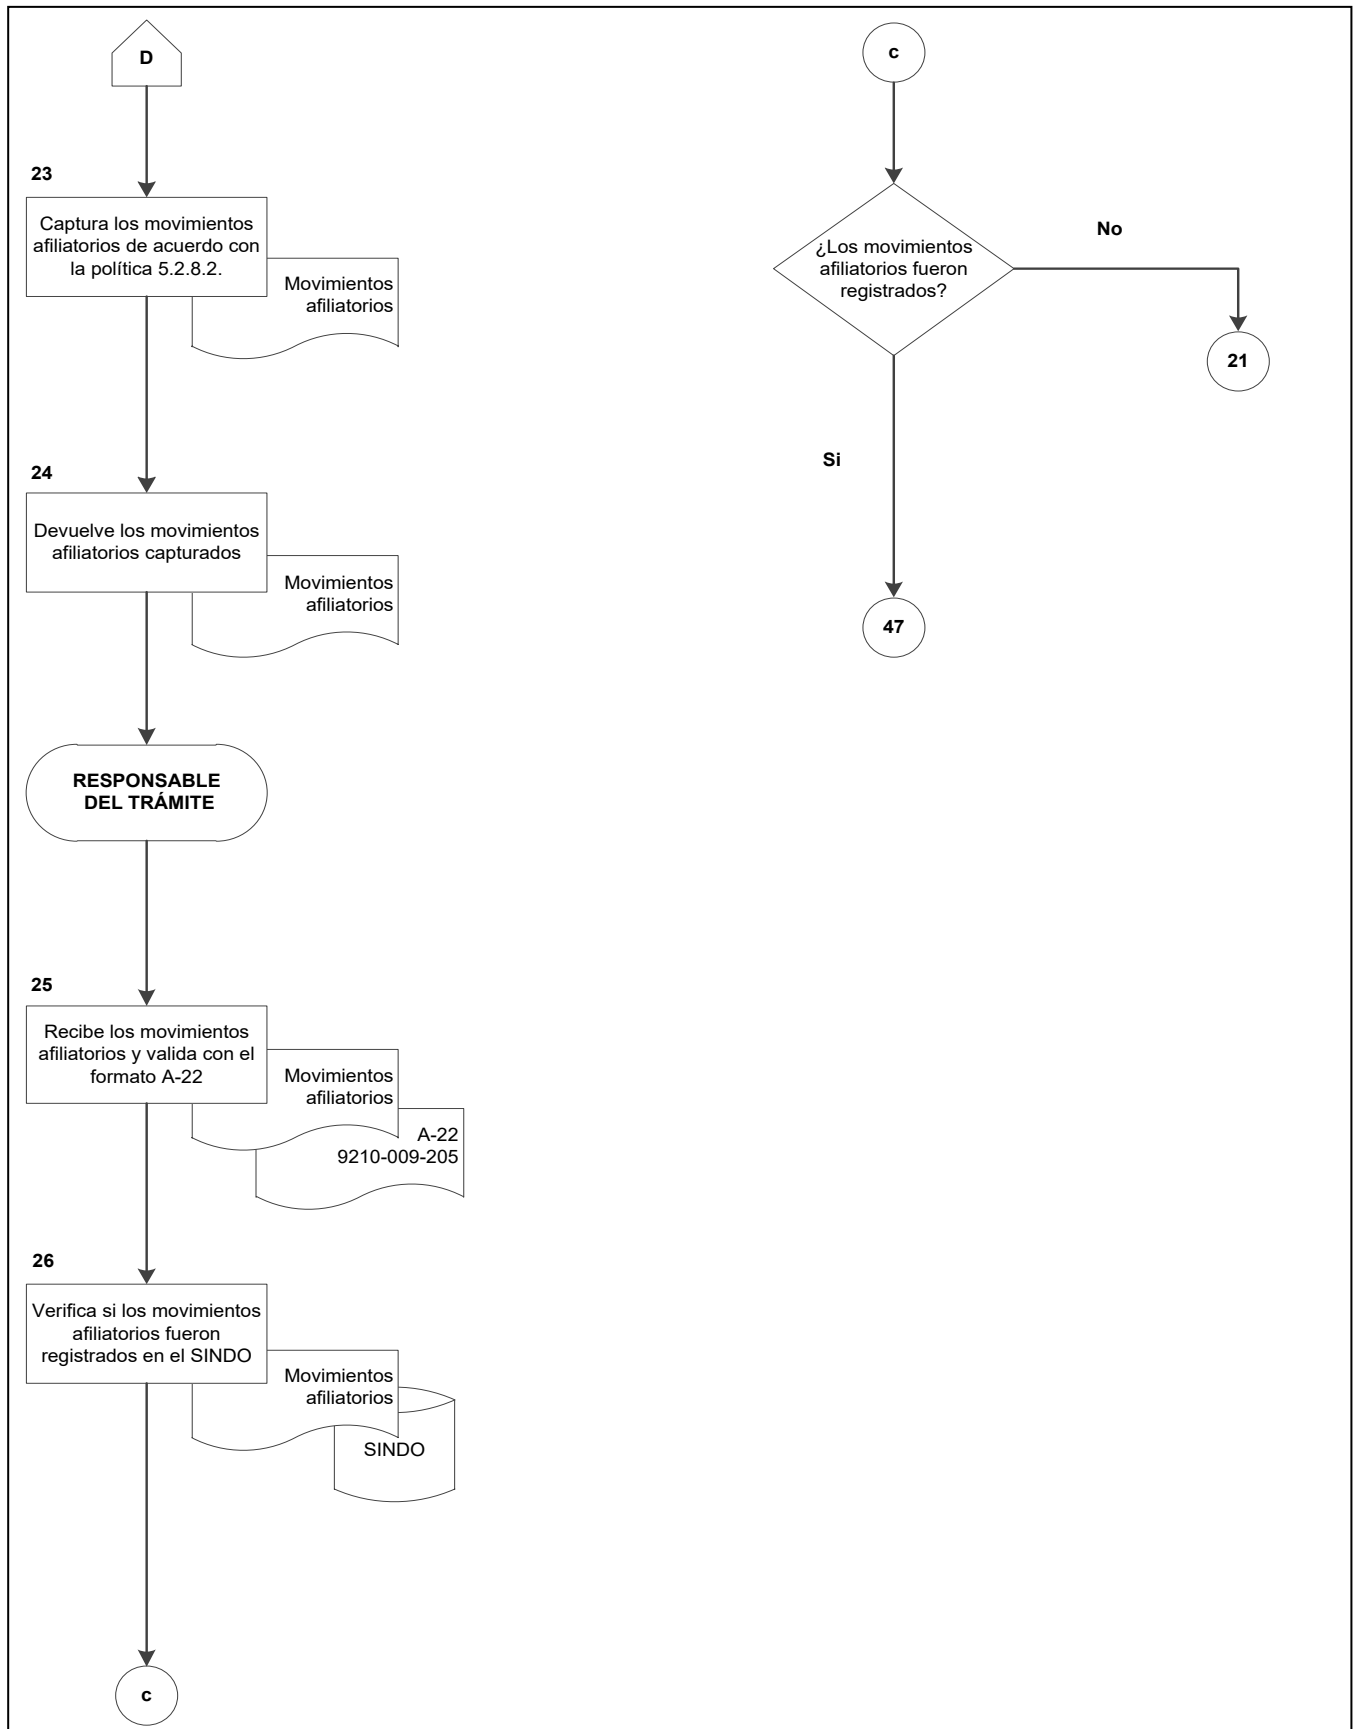 D
23
Captura los movimientos
afiliatorios de acuerdo con
la política 5.2.8.2.
Movimientos
afiliatorios
24
Devuelve los movimientos
afiliatorios capturados
Movimientos
afiliatorios
RESPONSABLE
DEL TRÁMITE
25
Recibe los movimientos
afiliatorios y valida con el
formato A-22
Movimientos
afiliatorios
A-22
9210-009-205
26
Verifica si los movimientos
afiliatorios fueron
registrados en el SINDO
Movimientos
afiliatorios
SINDO
c
c
¿Los movimientos
afiliatorios fueron
registrados?
No
21
Si
47